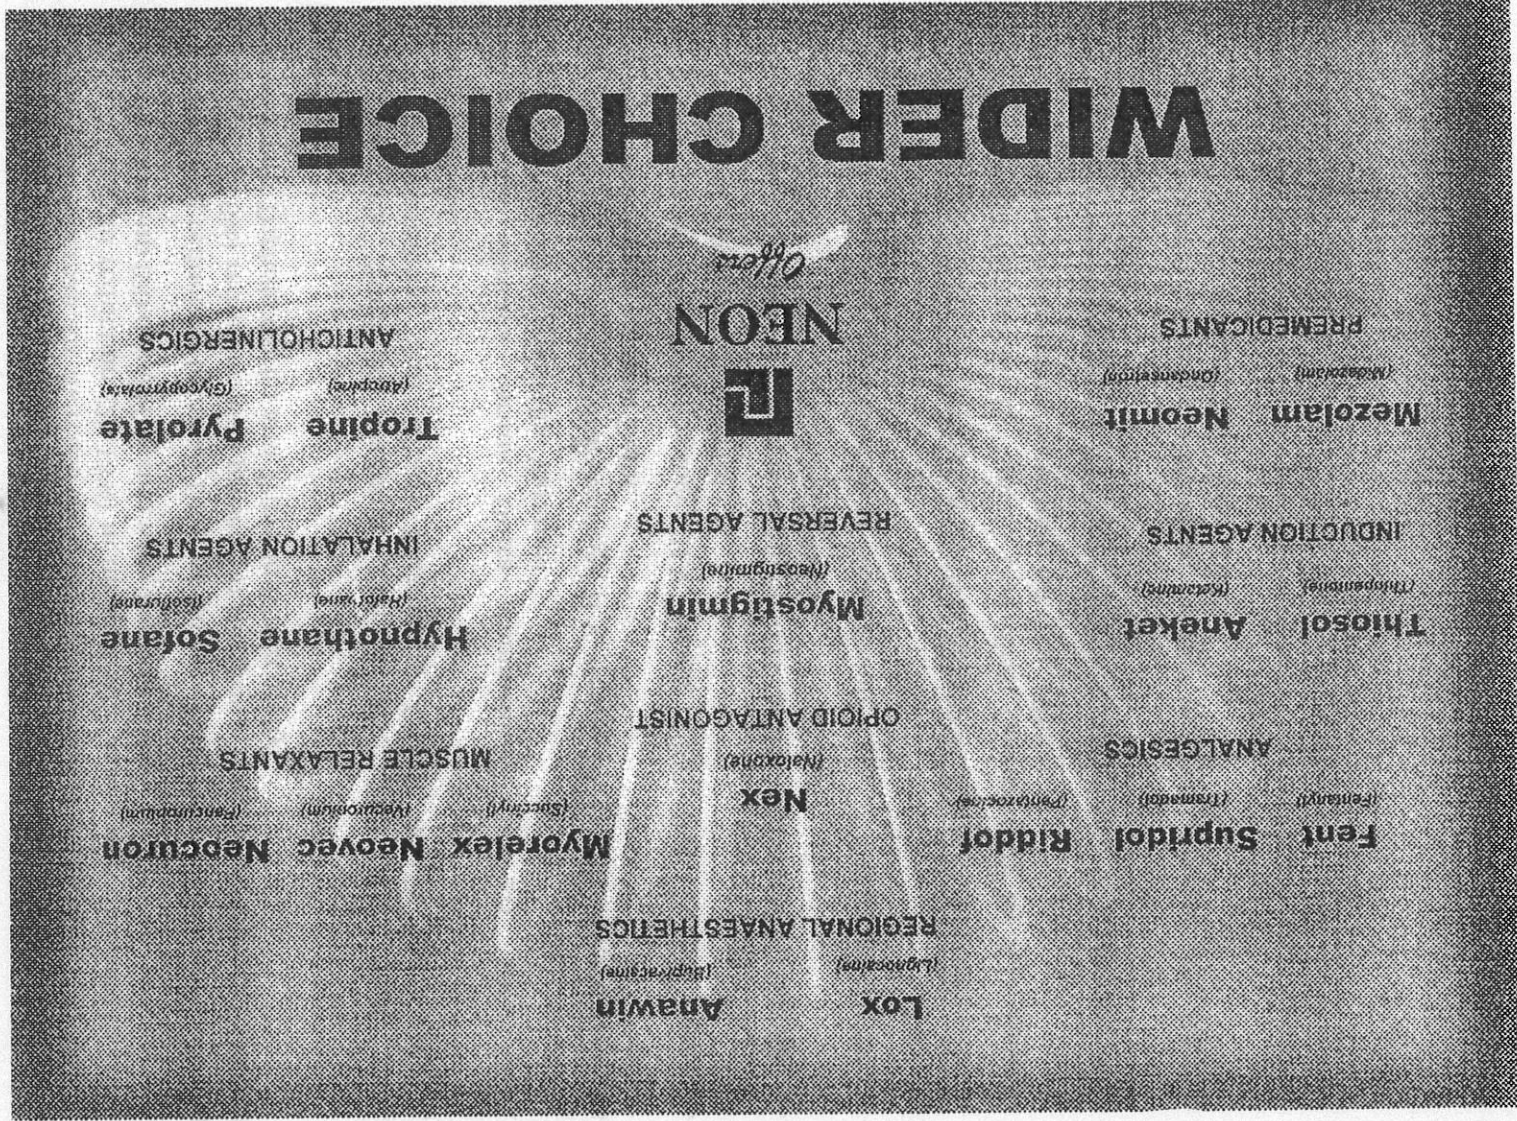 Lox Anawin
(Lignocaine) (Bupivacaine)
REGIONAL ANAESTHETICS
Fent Supridol Riddof
(Fentanyl) (Tramadol) (Pentazocine)
ANALGESICS
Nex
(Naloxone)
OPIOID ANTAGONIST
Myorelex Neovec Neocuron
(Succinyl) (Vecuronium) (Pancuronium)
MUSCLE RELAXANTS
Thiosol Aneket
(Thiopentone) (Ketamine)
INDUCTION AGENTS
Myostigmin
(Neostigmine)
REVERSAL AGENTS
Hypnothane Sofane
(Halothane) (Isoflurane)
INHALATION AGENTS
Mezolam Neomit
(Midazolam) (Ondansetron)
PREMEDICANTS
Tropine Pyrolate
(Atropine) (Glycopyrrolate)
ANTICHOLINERGICS
NEON
Offers
WIDER CHOICE